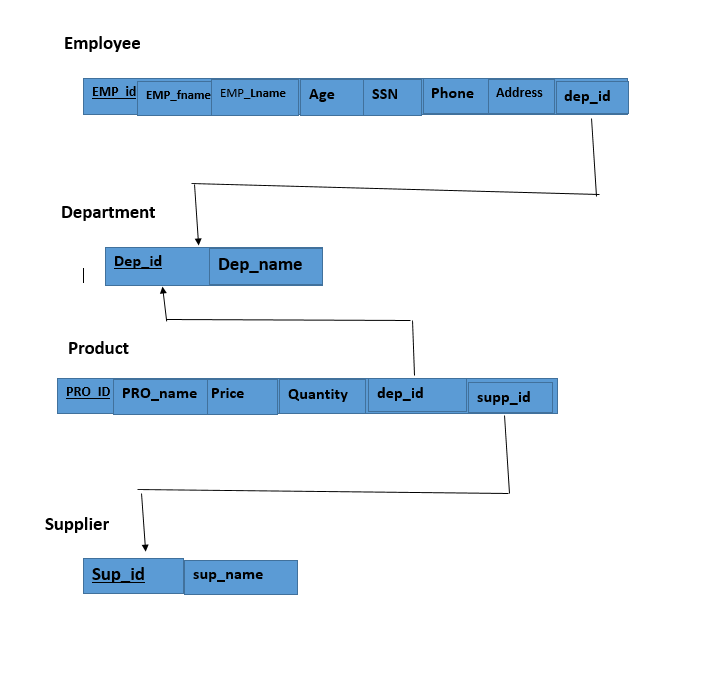 Employee
EMP_id EMP_fname EMP_Lname Age SSN Phone Address dep_id
Department
Dep_id Dep_name
Product
PRO_ID PRO_name Price Quantity dep_id supp_id
Supplier
Sup_id sup_name